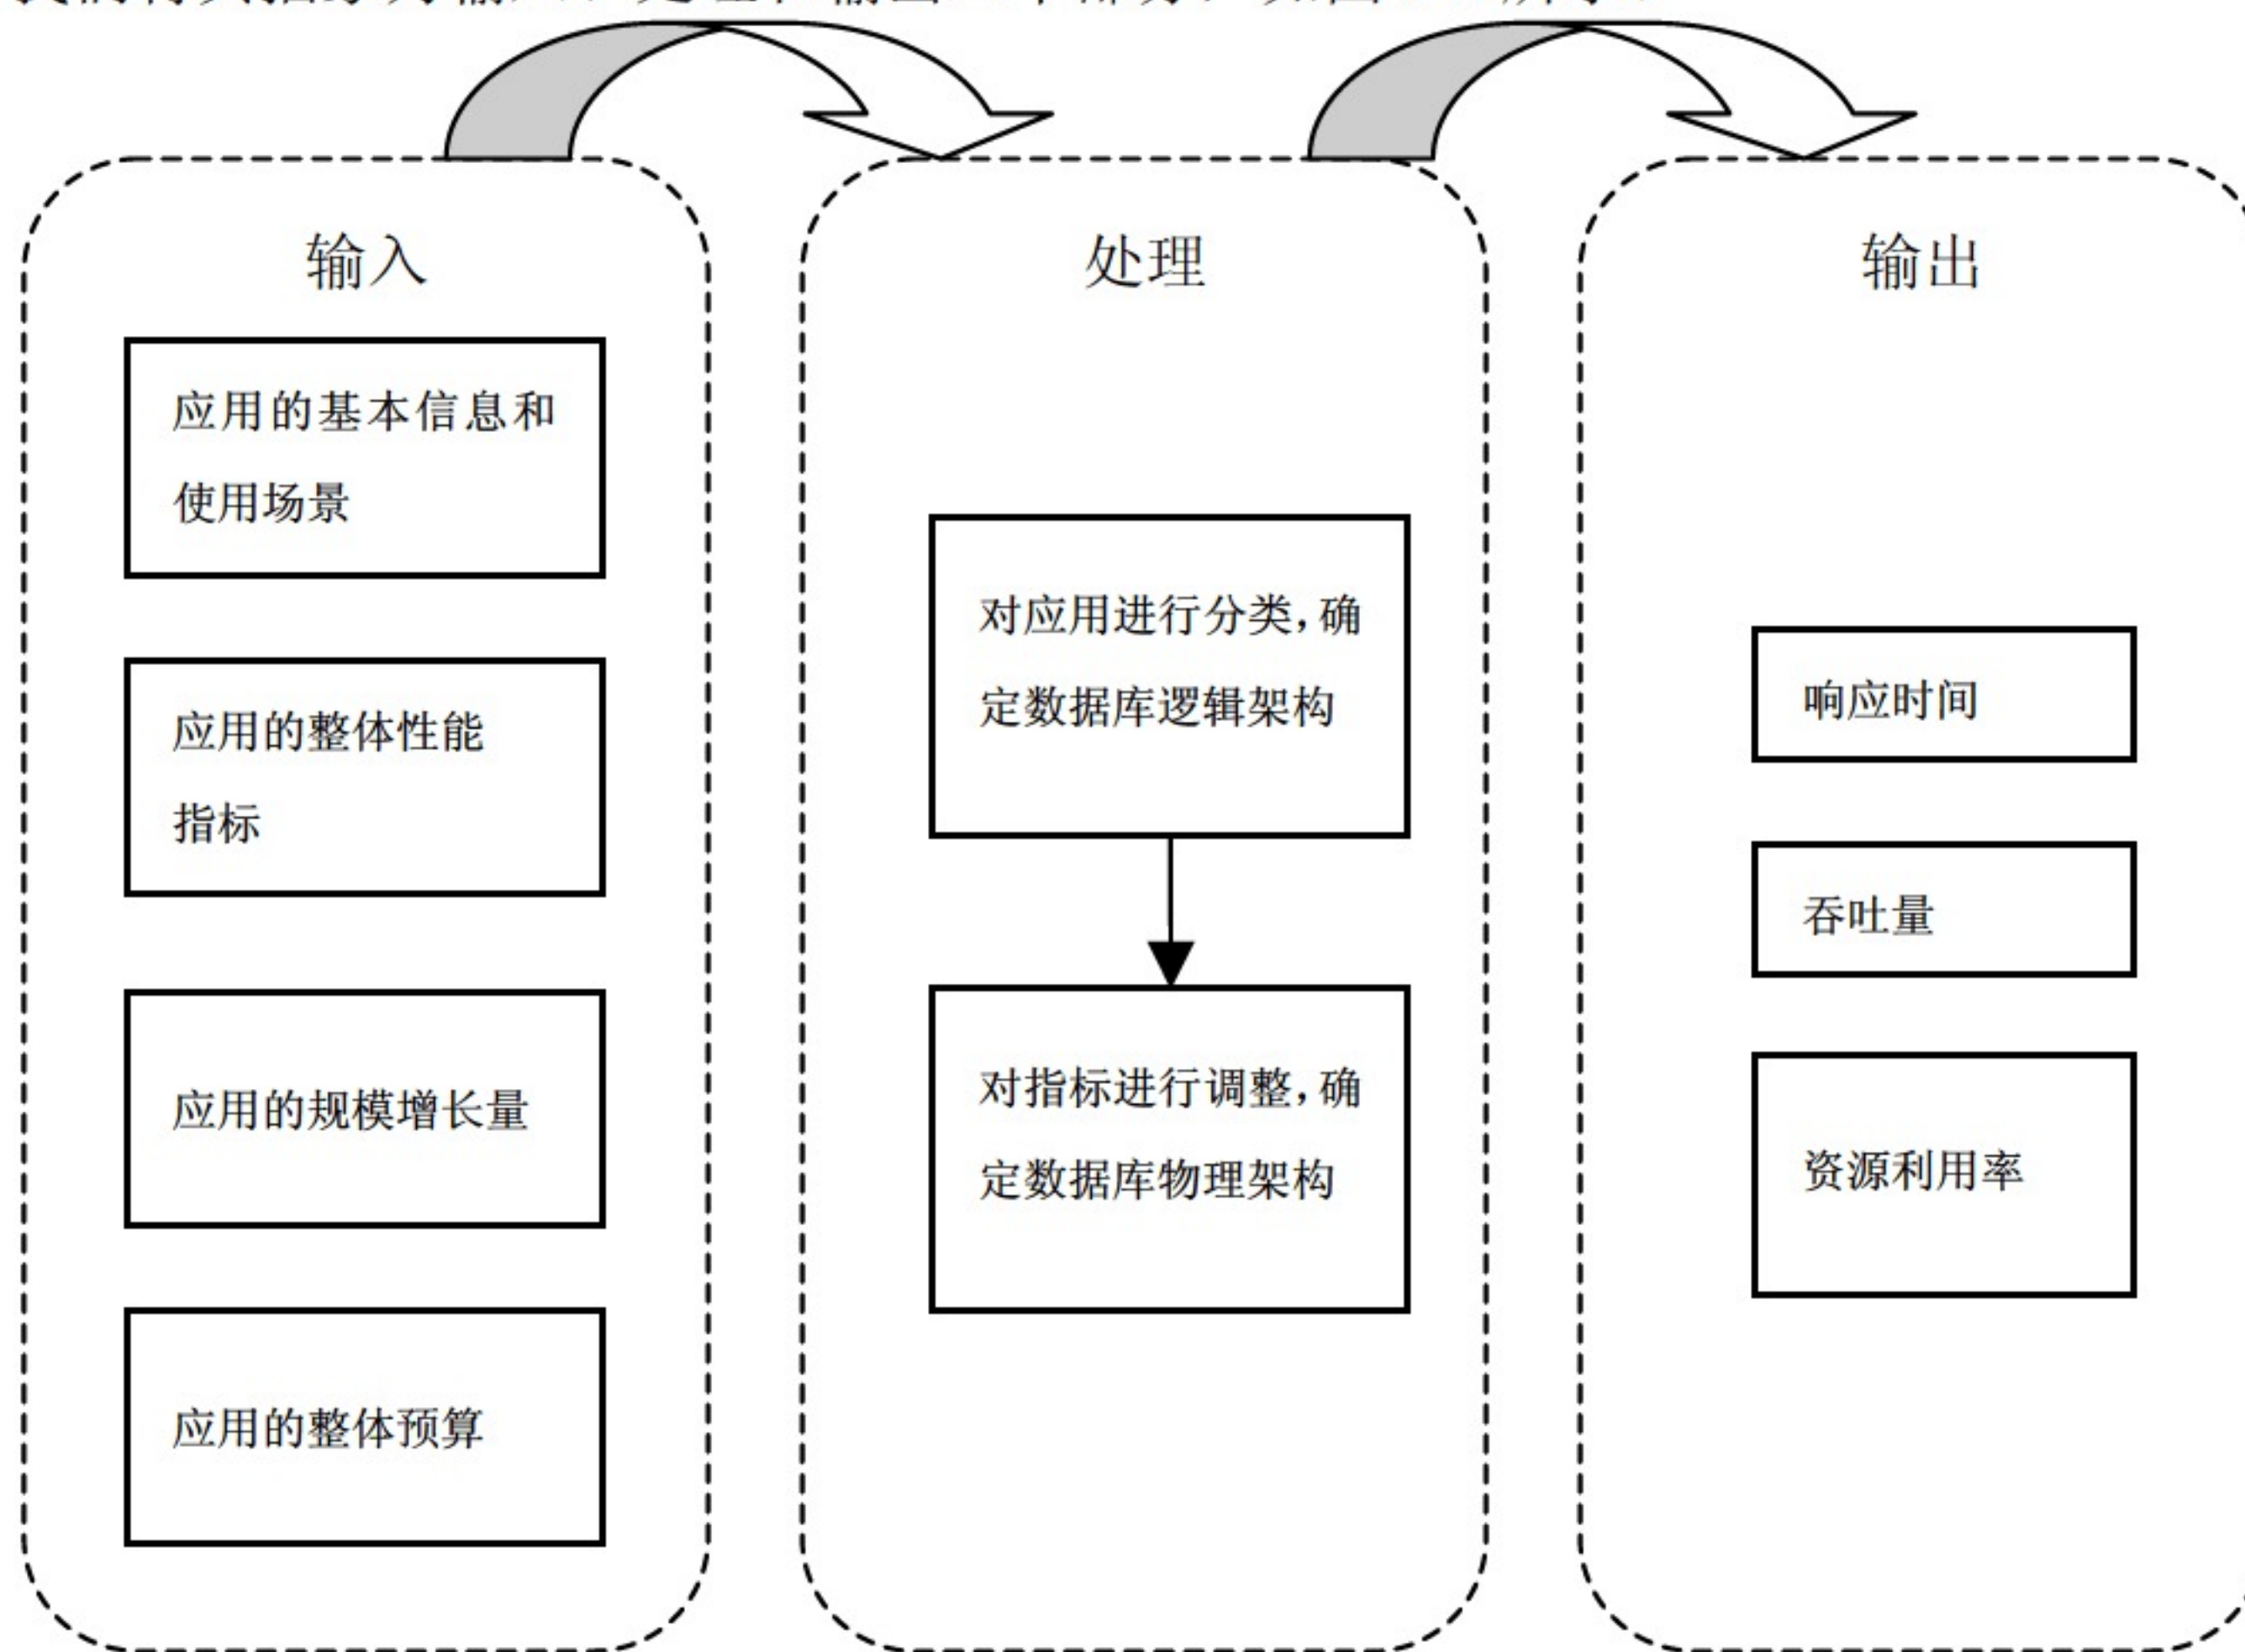 输入
应用的基本信息和
使用场景
应用的整体性能
指标
应用的规模增长量
应用的整体预算
处理
对应用进行分类，确
定数据库逻辑架构
对指标进行调整，确
定数据库物理架构
输出
响应时间
吞吐量
资源利用率